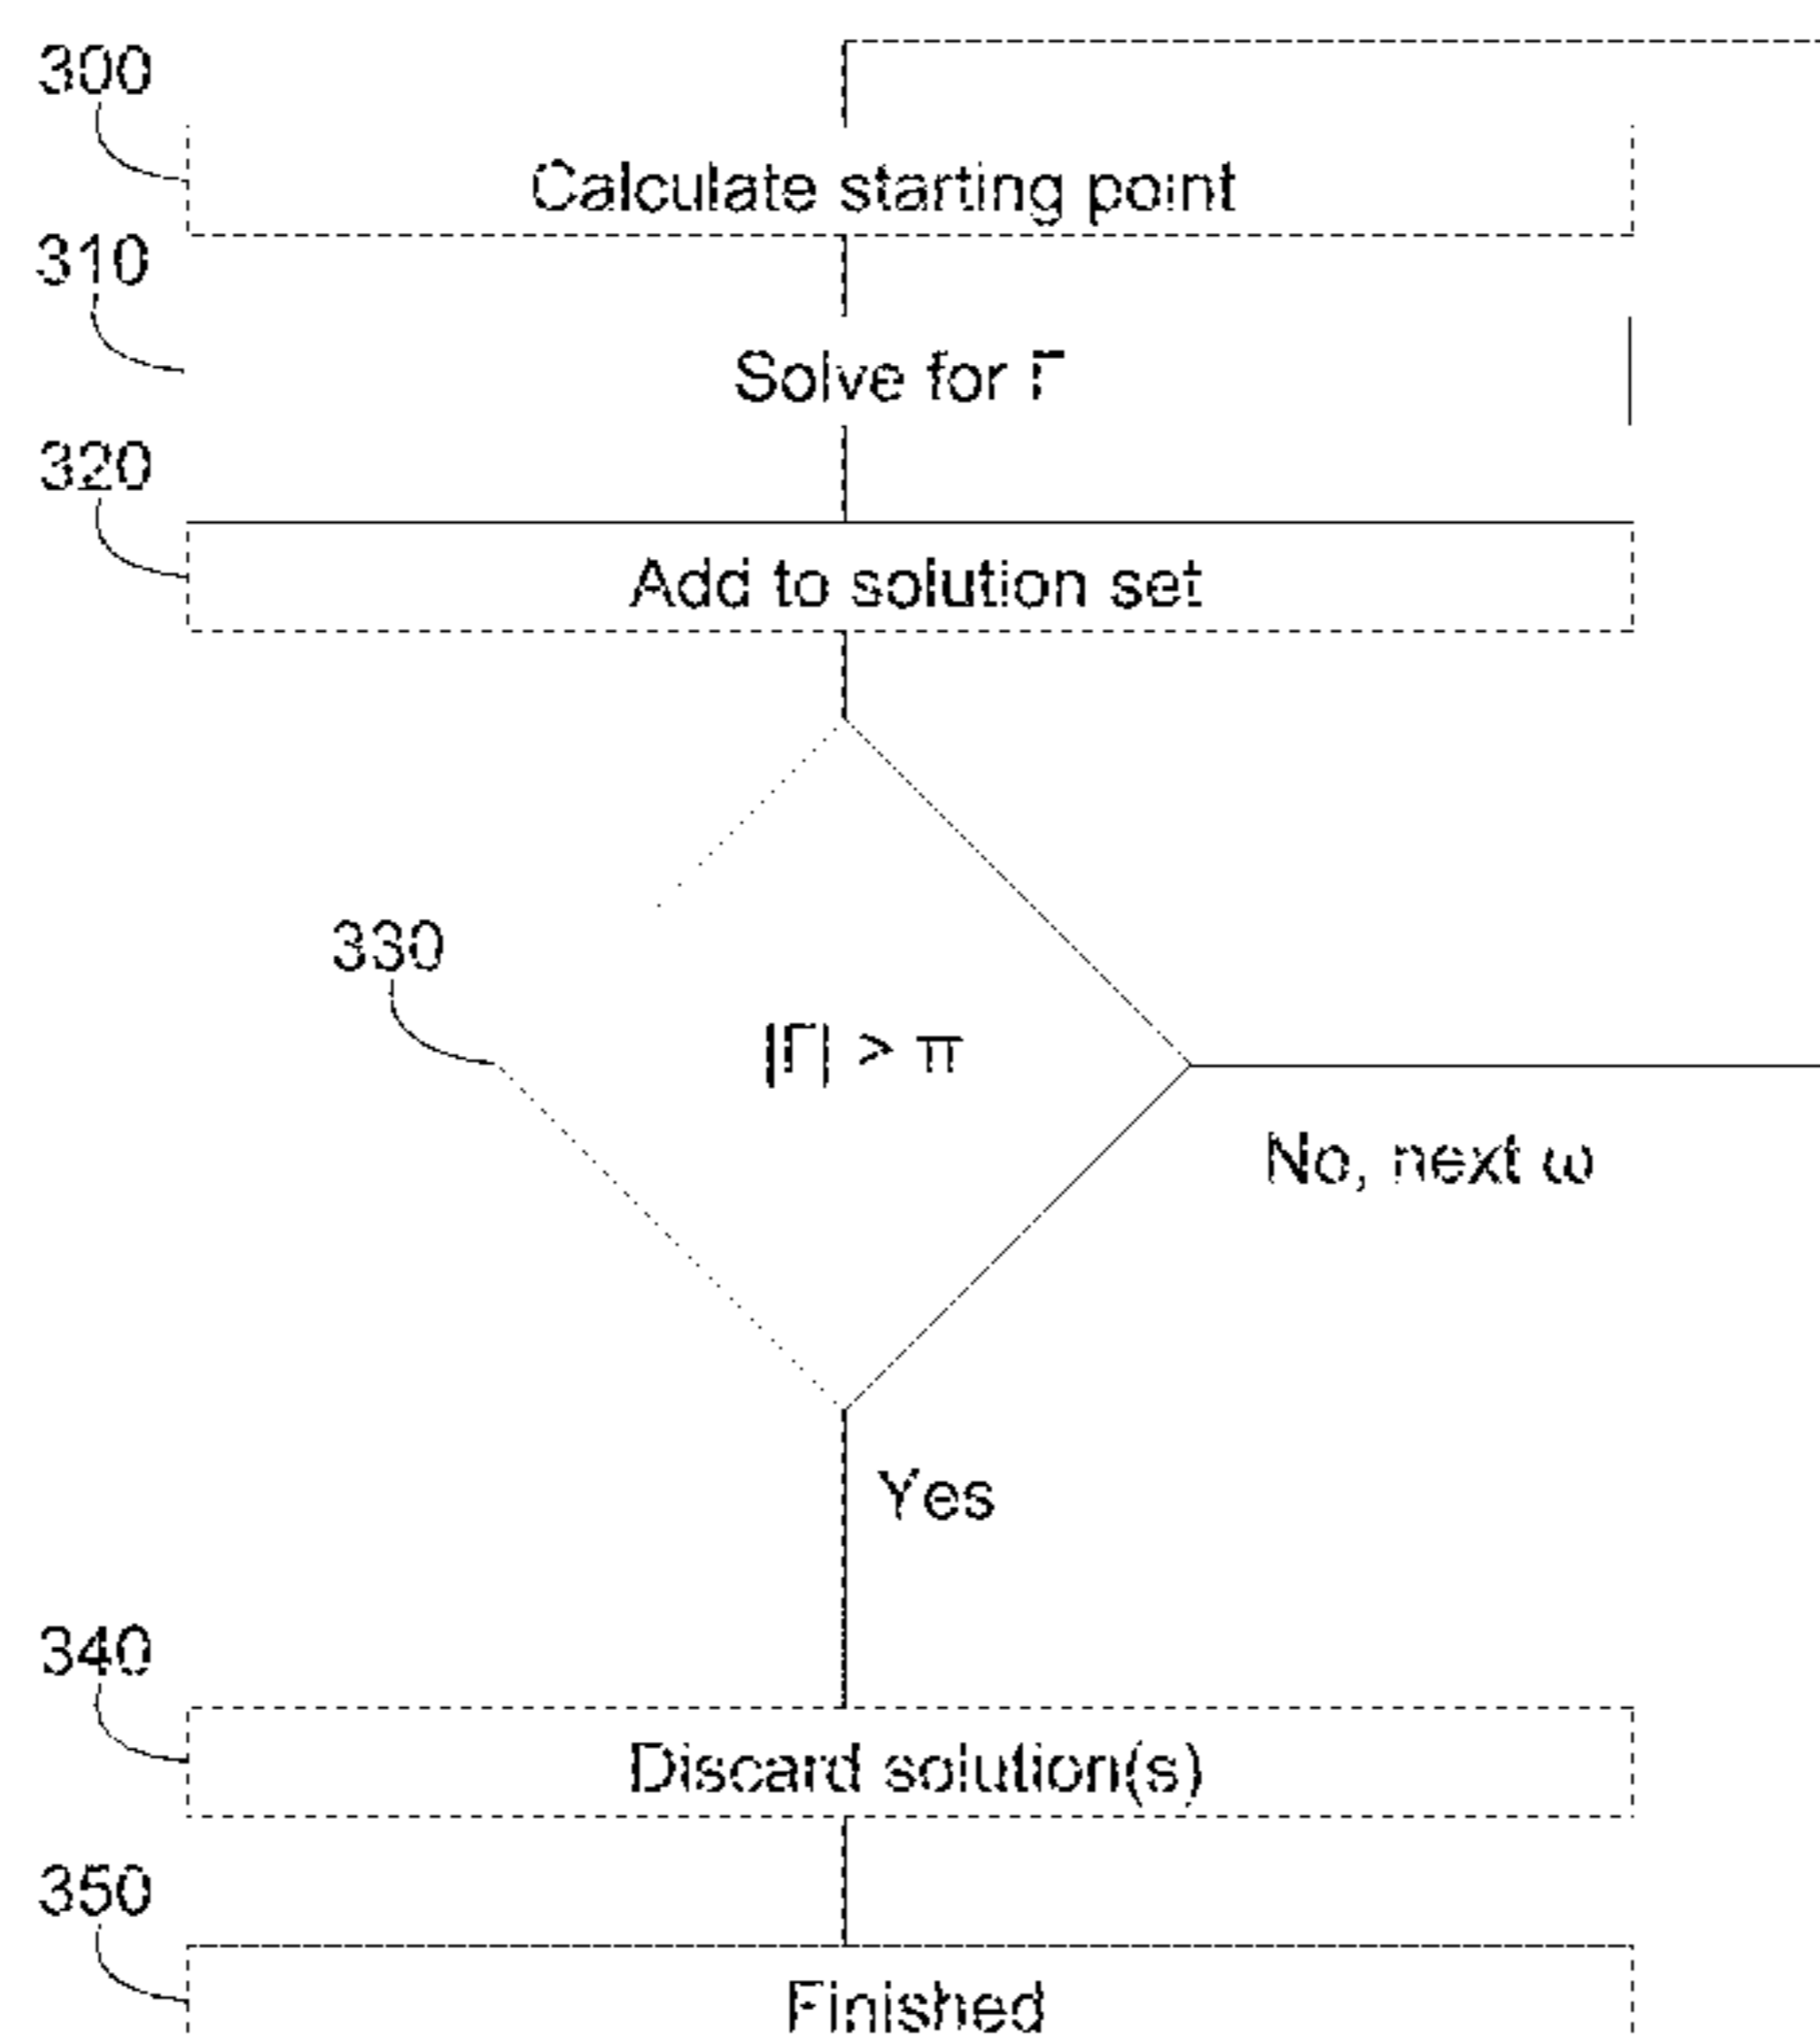 300
Calculate starting point
310
Solve for Γ
320
Add to solution set
330
|Γ| > π
No, next ω
Yes
340
Discard solution(s)
350
Finished